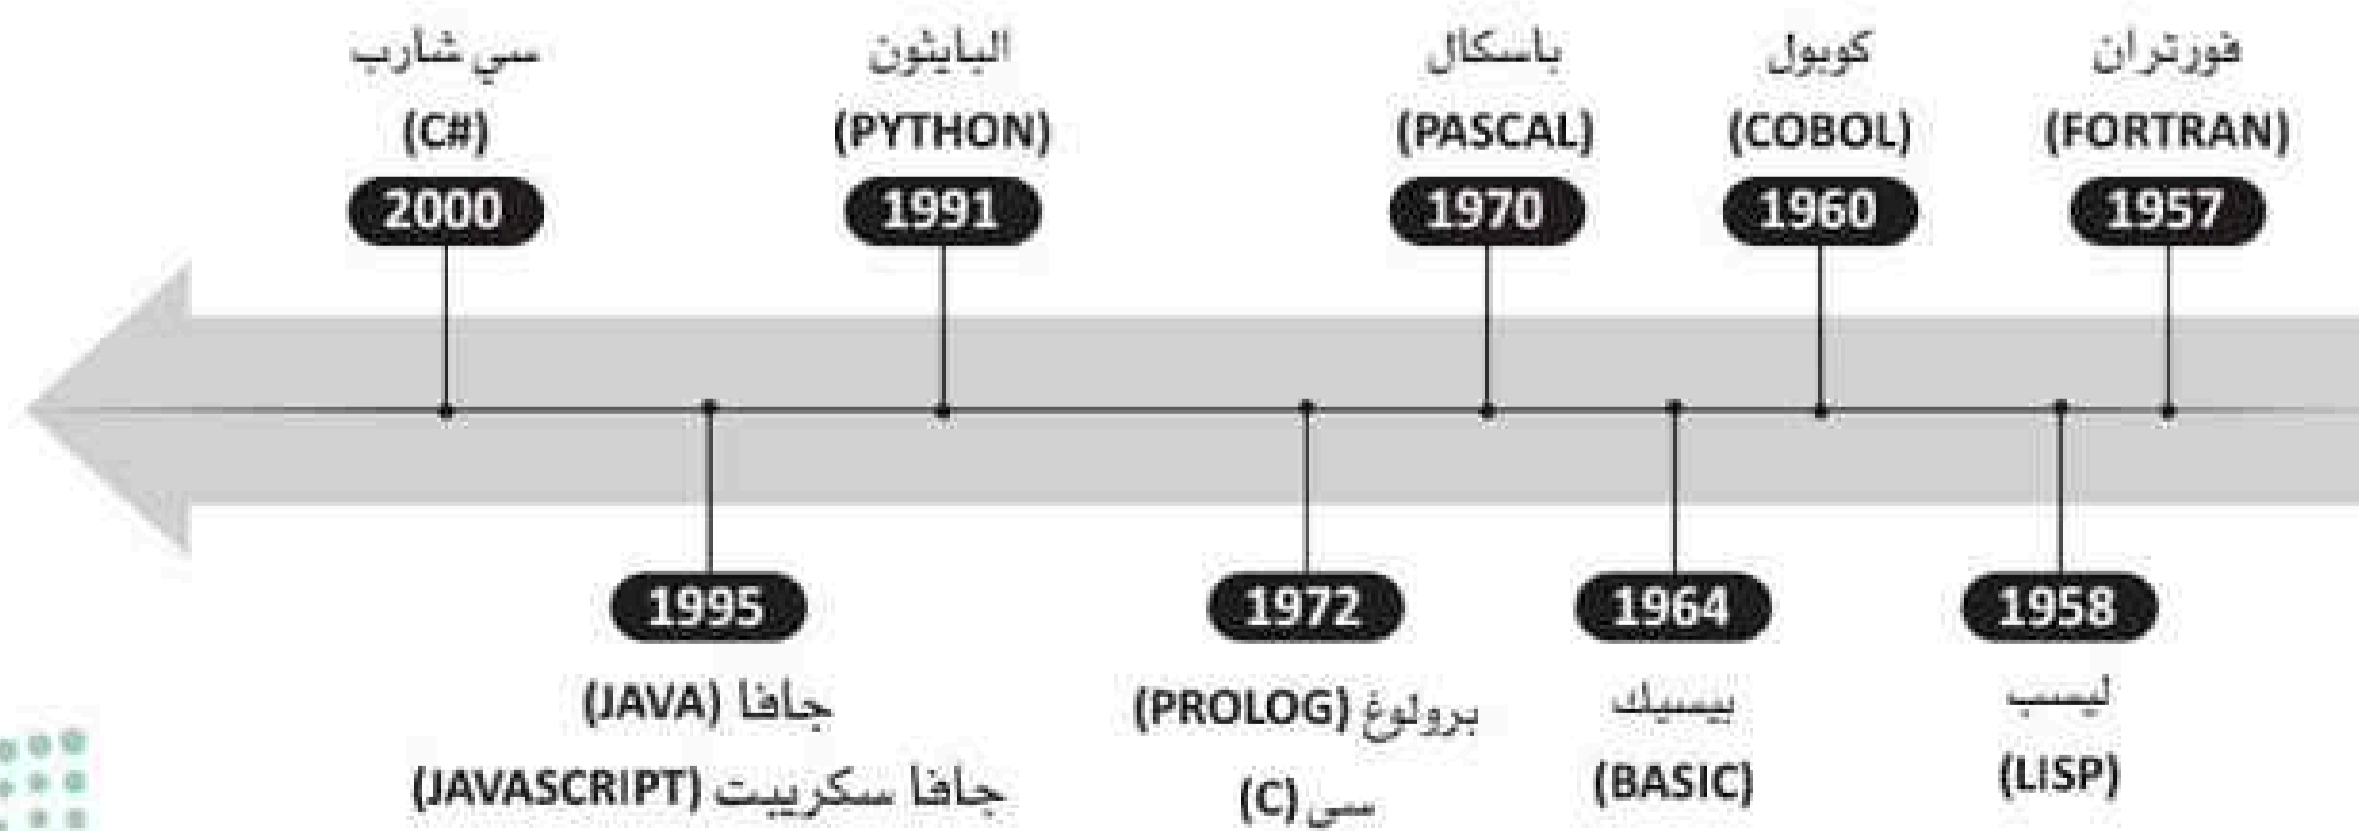 فورتران
(FORTRAN)
1957
كوبول
(COBOL)
1960
باسكال
(PASCAL)
1970
البايثون
(PYTHON)
1991
سي شارب
(C#)
2000
1958
ليسب
(LISP)
1964
بيسيك
(BASIC)
1972
برولوغ (PROLOG)
سي (C)
1995
جافا (JAVA)
جافا سكريبت (JAVASCRIPT)